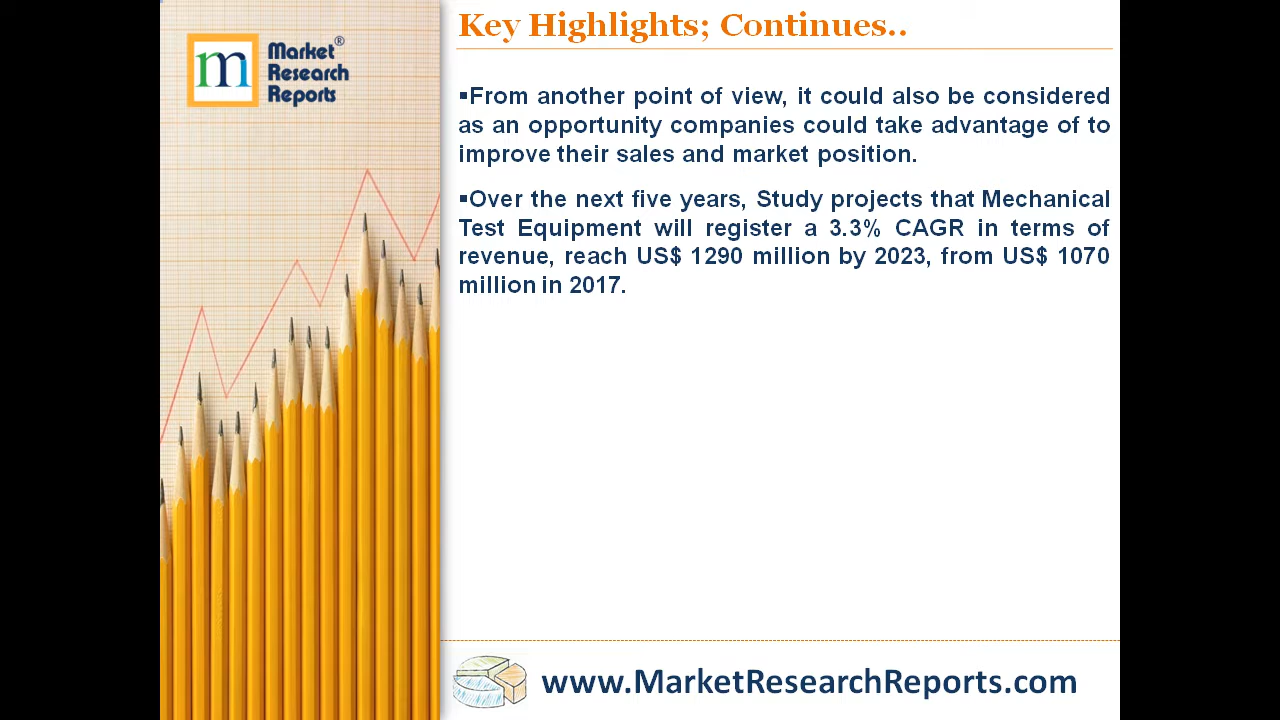 Key Highlights; Continues..
Market®
Research
Reports
m
▪From another point of view, it could also be considered
as an opportunity companies could take advantage of to
improve their sales and market position.
▪Over the next five years, Study projects that Mechanical
Test Equipment will register a 3.3% CAGR in terms of
revenue, reach US$ 1290 million by 2023, from US$ 1070
million in 2017.
www.MarketResearchReports.com